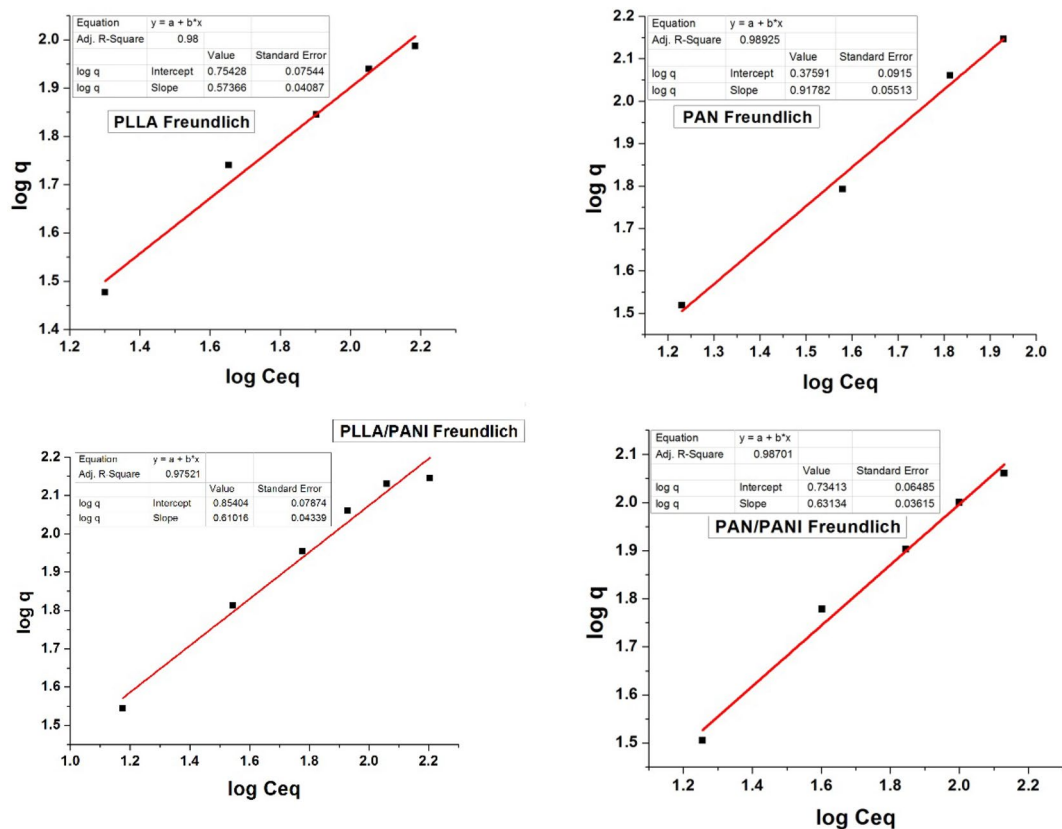 Equation y = a + b*x
Adj. R-Square 0.98
Value Standard Error
log q Intercept 0.75428 0.07544
log q Slope 0.57366 0.04087
PLLA Freundlich
2.0
1.9
1.8
1.7
1.6
1.5
1.4
log q
1.2 1.4 1.6 1.8 2.0 2.2
log Ceq
Equation y = a + b*x
Adj. R-Square 0.98925
Value Standard Error
log q Intercept 0.37591 0.0915
log q Slope 0.91782 0.05513
PAN Freundlich
2.2
2.1
2.0
1.9
1.8
1.7
1.6
1.5
log q
1.2 1.3 1.4 1.5 1.6 1.7 1.8 1.9 2.0
log Ceq
PLLA/PANI Freundlich
Equation y = a + b*x
Adj. R-Square 0.97521
Value Standard Error
log q Intercept 0.85404 0.07874
log q Slope 0.61016 0.04339
2.2
2.1
2.0
1.9
1.8
1.7
1.6
1.5
log q
1.0 1.2 1.4 1.6 1.8 2.0 2.2
log Ceq
Equation y = a + b*x
Adj. R-Square 0.98701
Value Standard Error
log q Intercept 0.73413 0.06485
log q Slope 0.63134 0.03615
PAN/PANI Freundlich
2.1
2.0
1.9
1.8
1.7
1.6
1.5
log q
1.2 1.4 1.6 1.8 2.0 2.2
log Ceq